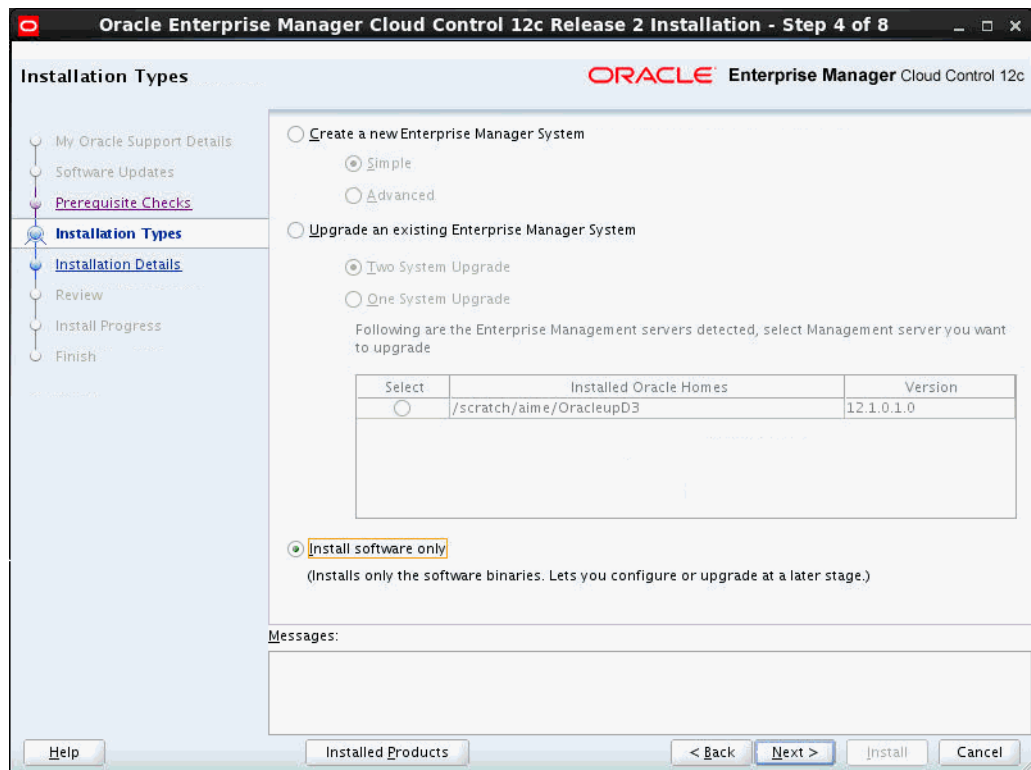 Oracle Enterprise Manager Cloud Control 12c Release 2 Installation - Step 4 of 8
Installation Types
ORACLE Enterprise Manager Cloud Control 12c
My Oracle Support Details
Software Updates
Prerequisite Checks
Installation Types
Installation Details
Review
Install Progress
Finish
Create a new Enterprise Manager System
Simple
Advanced
Upgrade an existing Enterprise Manager System
Two System Upgrade
One System Upgrade
Following are the Enterprise Management servers detected, select Management server you want
to upgrade
Select Installed Oracle Homes Version
/scratch/aime/OracleupD3 12.1.0.1.0
Install software only
(Installs only the software binaries. Lets you configure or upgrade at a later stage.)
Messages:
Help Installed Products < Back Next > Install Cancel